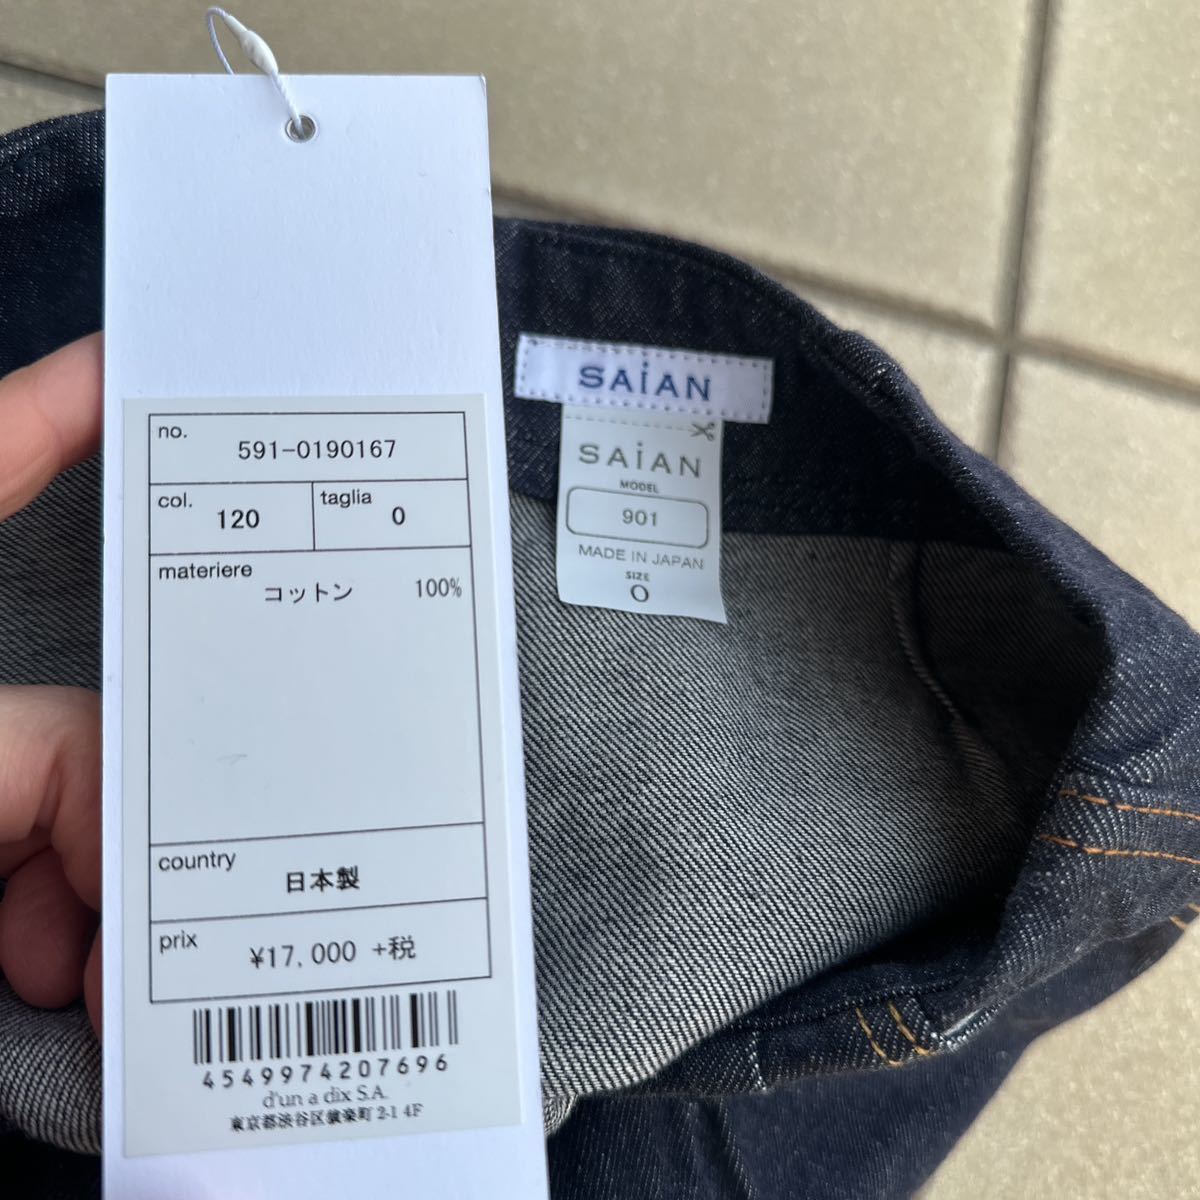 no.
591-0190167
col.
120
taglia
0
materiere
コットン 100%
country
日本製
prix
¥17,000 +税
4549974207696
d'un a dix S.A.
東京都渋谷区鶯楽町 2-1 4F
SAiAN
SAiAN
MODEL
901
MADE IN JAPAN
SIZE
O